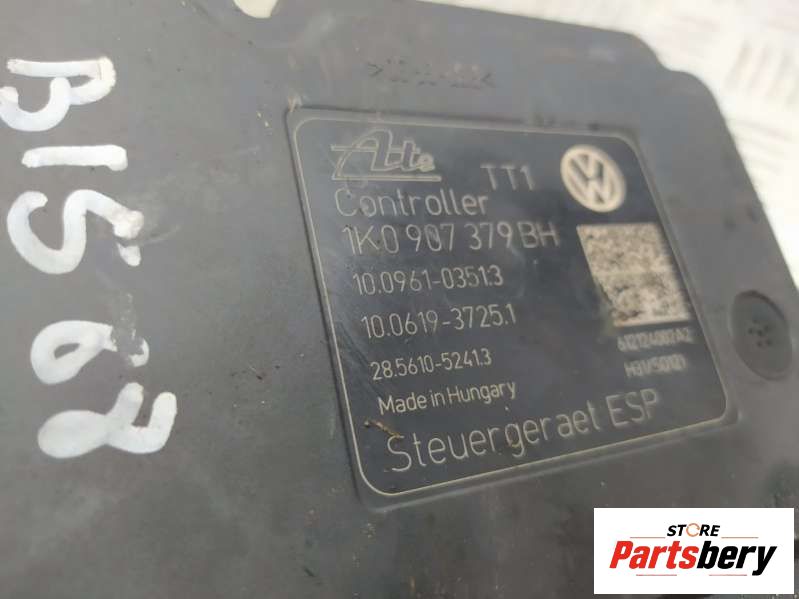 B1568
Ate
TT1
Controller
1K0 907 379 BH
10.0961-0351.3
10.0619-3725.1
28.5610-5241.3
Made in Hungary
Steuergeraet ESP
STORE
Partsbery